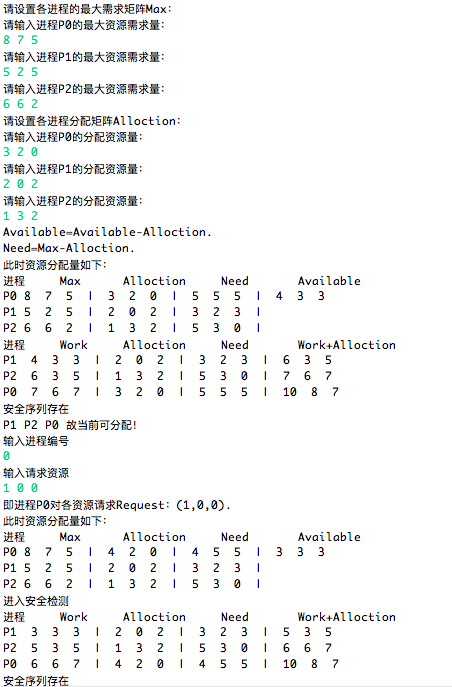 请设置各进程的最大需求矩阵Max:
请输入进程P0的最大资源需求量:
8 7 5
请输入进程P1的最大资源需求量:
5 2 5
请输入进程P2的最大资源需求量:
6 6 2
请设置各进程分配矩阵Alloction:
请输入进程P0的分配资源量:
3 2 0
请输入进程P1的分配资源量:
2 0 2
请输入进程P2的分配资源量:
1 3 2
Available=Available-Alloction.
Need=Max-Alloction.
此时资源分配量如下:
进程 Max Alloction Need Available
P0 8 7 5 | 3 2 0 | 5 5 5 | 4 3 3
P1 5 2 5 | 2 0 2 | 3 2 3 |
P2 6 6 2 | 1 3 2 | 5 3 0 |
进程 Work Alloction Need Work+Alloction
P1 4 3 3 | 2 0 2 | 3 2 3 | 6 3 5
P2 6 3 5 | 1 3 2 | 5 3 0 | 7 6 7
P0 7 6 7 | 3 2 0 | 5 5 5 | 10 8 7
安全序列存在
P1 P2 P0 故当前可分配!
输入进程编号
0
输入请求资源
1 0 0
即进程P0对各资源请求Request：(1,0,0).
此时资源分配量如下:
进程 Max Alloction Need Available
P0 8 7 5 | 4 2 0 | 4 5 5 | 3 3 3
P1 5 2 5 | 2 0 2 | 3 2 3 |
P2 6 6 2 | 1 3 2 | 5 3 0 |
进入安全检测
进程 Work Alloction Need Work+Alloction
P1 3 3 3 | 2 0 2 | 3 2 3 | 5 3 5
P2 5 3 5 | 1 3 2 | 5 3 0 | 6 6 7
P0 6 6 7 | 4 2 0 | 4 5 5 | 10 8 7
安全序列存在